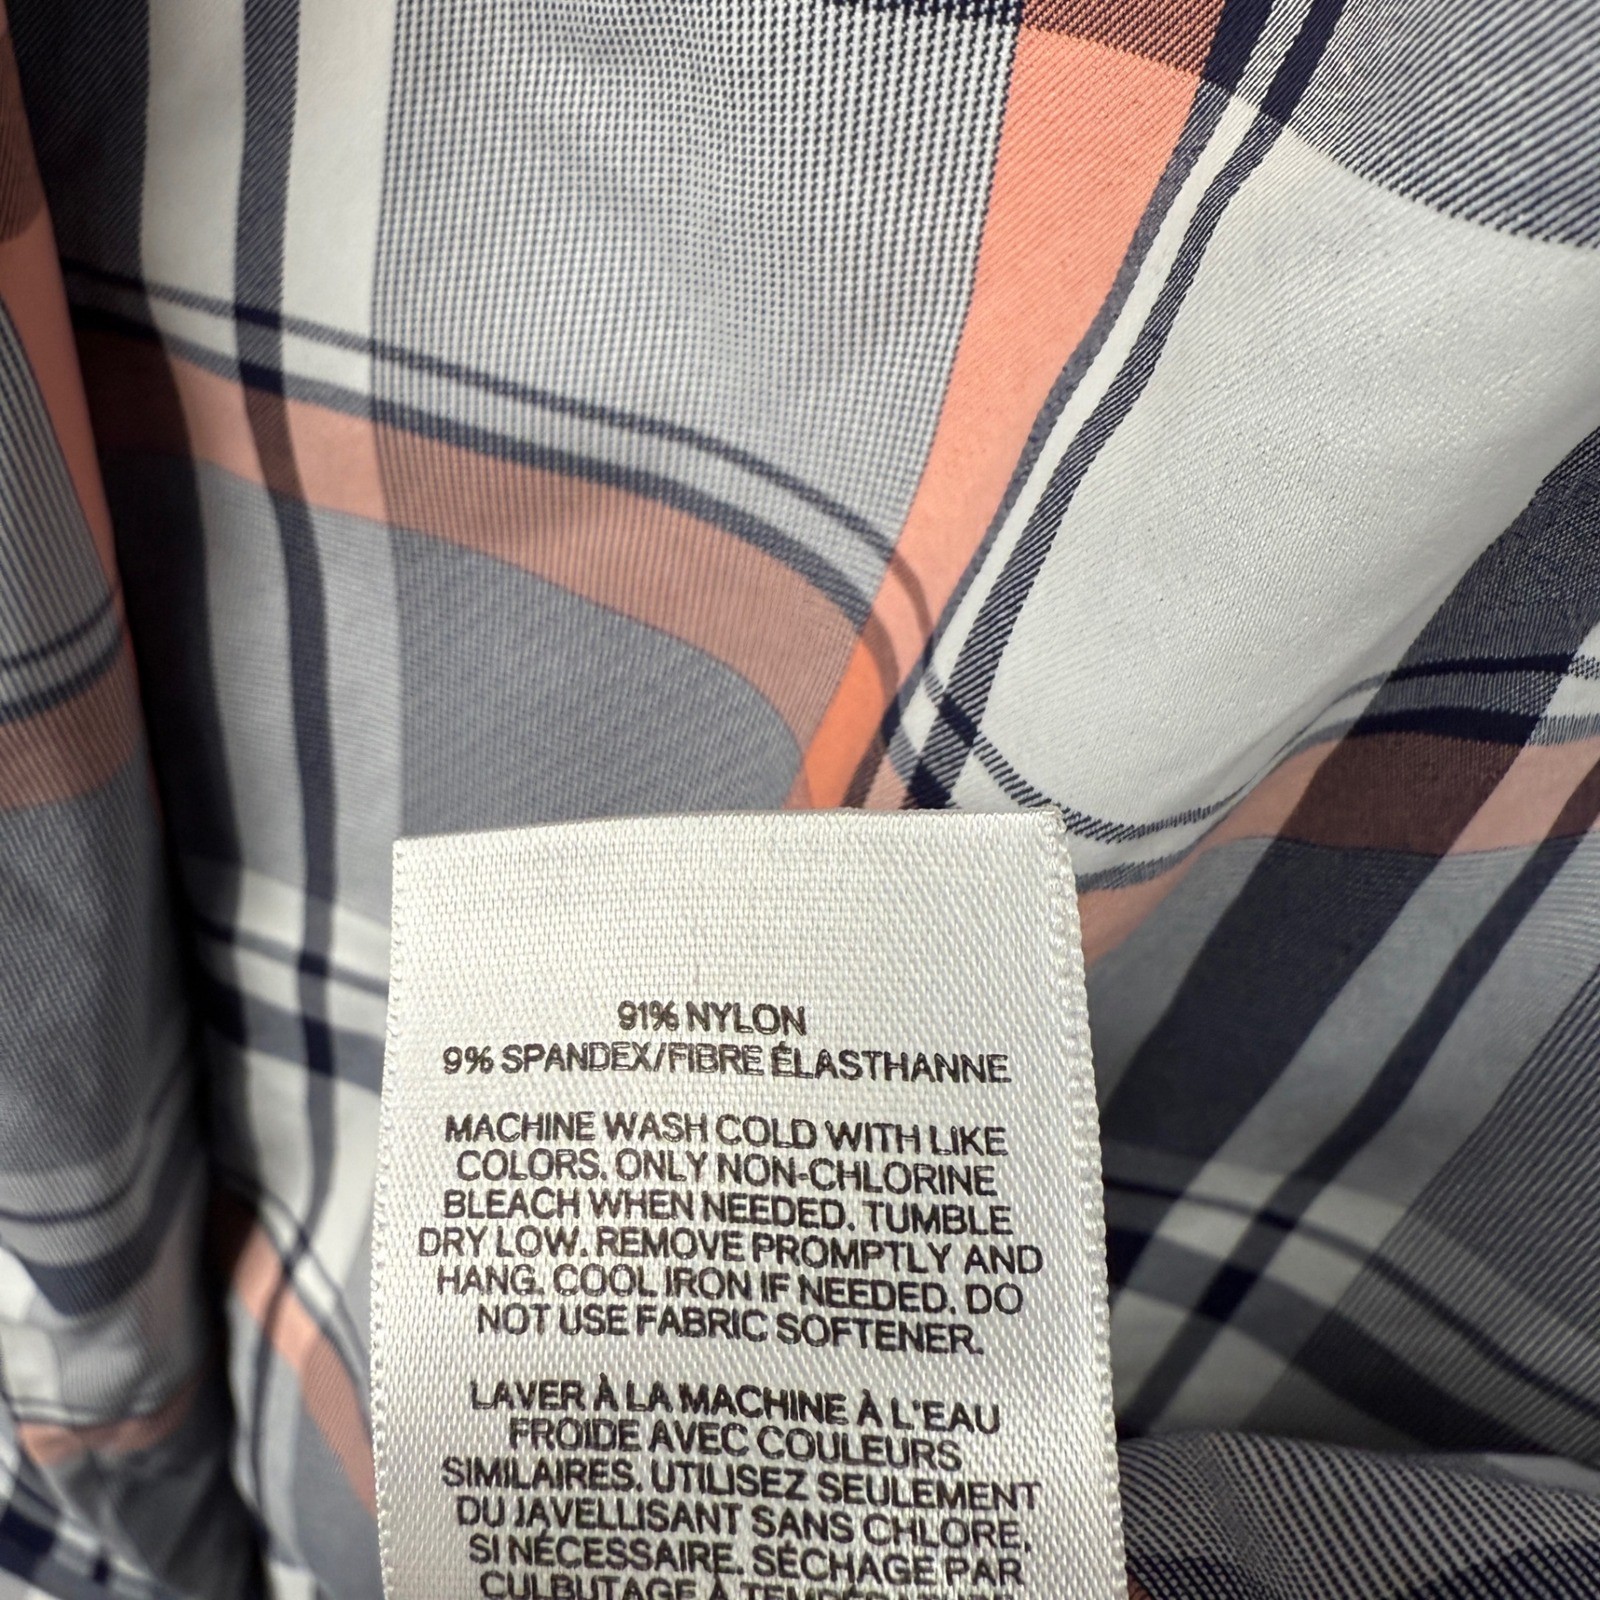 91% NYLON
9% SPANDEX/FIBRE ÉLASTHANNE
MACHINE WASH COLD WITH LIKE
COLORS. ONLY NON-CHLORINE
BLEACH WHEN NEEDED. TUMBLE
DRY LOW. REMOVE PROMPTLY AND
HANG. COOL IRON IF NEEDED. DO
NOT USE FABRIC SOFTENER.
LAVER À LA MACHINE À L'EAU
FROIDE AVEC COULEURS
SIMILAIRES. UTILISEZ SEULEMENT
DU JAVELLISANT SANS CHLORE,
SI NÉCESSAIRE. SÉCHAGE PAR
CULBUTAGE À TEMPÉRATURE